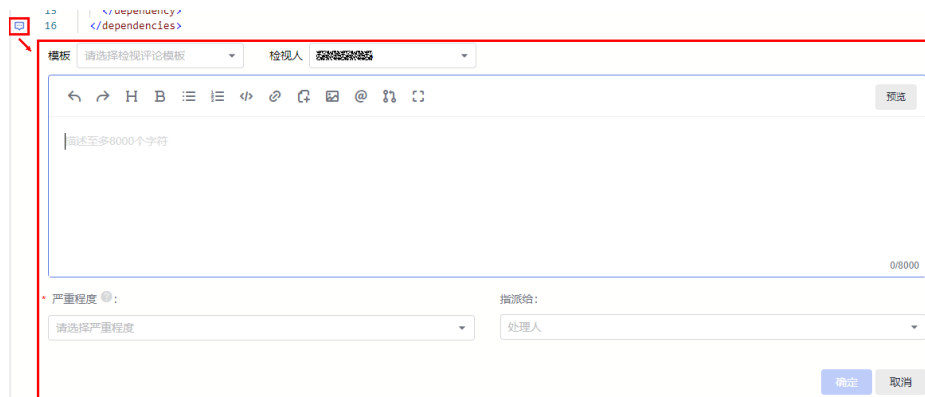 15 </dependency>
16 </dependencies>
模板 请选择检视评论模板 检视人
H B @ 预览
描述至多8000个字符
0/8000
* 严重程度 ? : 指派给:
请选择严重程度 处理人
确定 取消